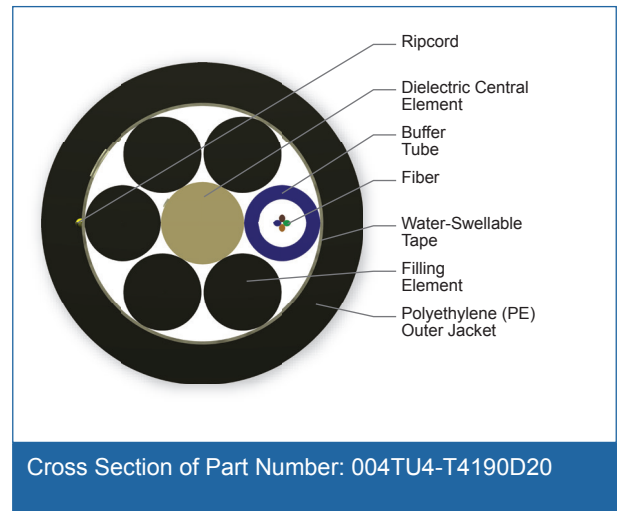 Ripcord
Dielectric Central
Element
Buffer
Tube
Fiber
Water-Swellable
Tape
Filling
Element
Polyethylene (PE)
Outer Jacket
Cross Section of Part Number: 004TU4-T4190D20